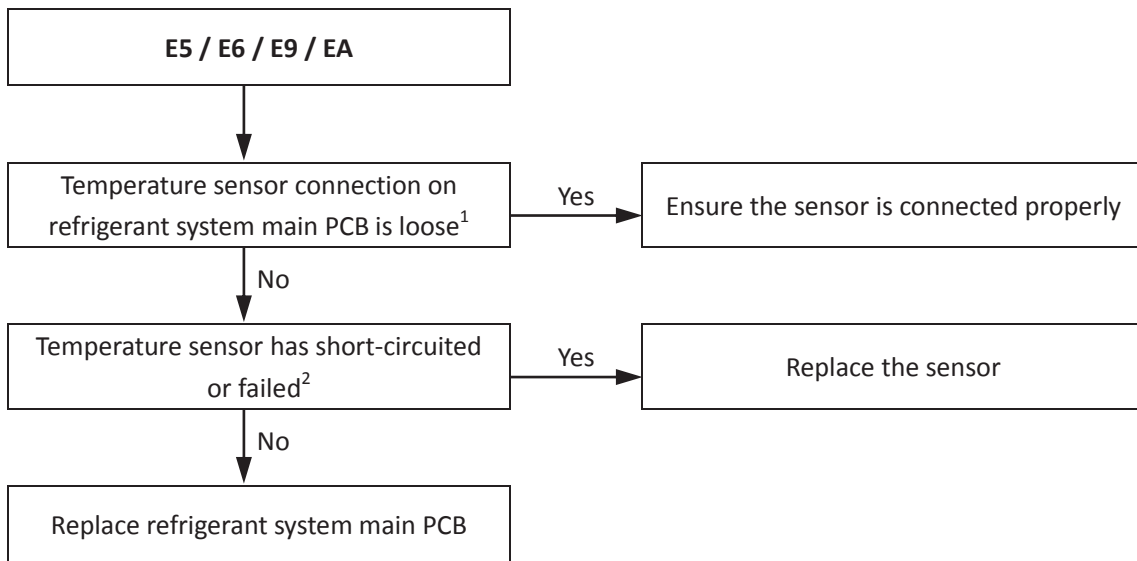 E5 / E6 / E9 / EA
Temperature sensor connection on
refrigerant system main PCB is loose1
Yes
Ensure the sensor is connected properly
No
Temperature sensor has short-circuited
or failed2
Yes
Replace the sensor
No
Replace refrigerant system main PCB